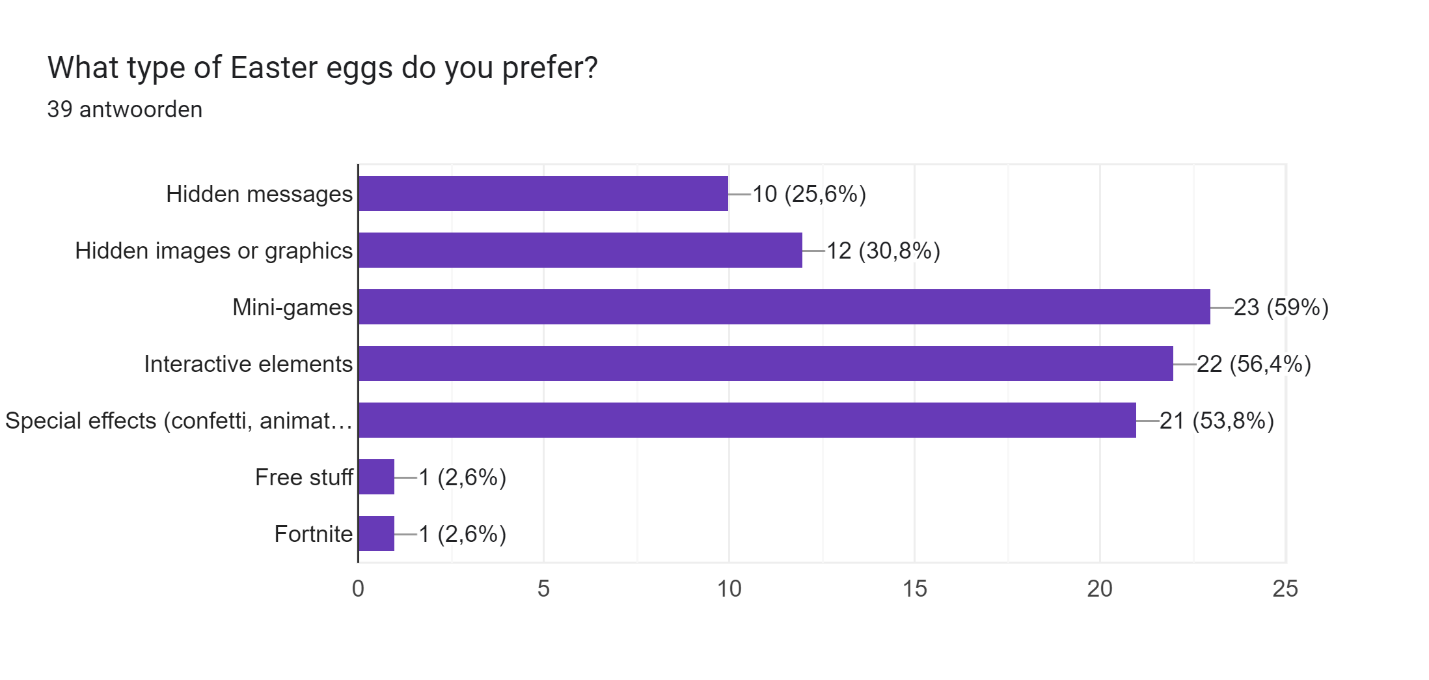 What type of Easter eggs do you prefer?
39 antwoorden
Hidden messages 10 (25,6%)
Hidden images or graphics 12 (30,8%)
Mini-games 23 (59%)
Interactive elements 22 (56,4%)
Special effects (confetti, animat… 21 (53,8%)
Free stuff 1 (2,6%)
Fortnite 1 (2,6%)
0 5 10 15 20 25